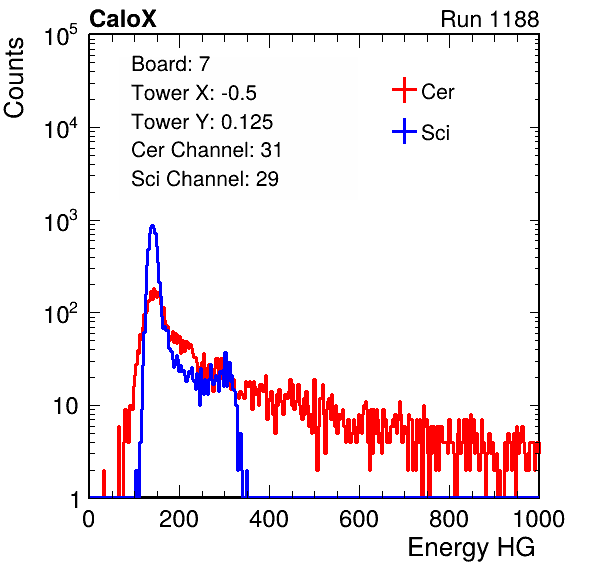 CaloX Run 1188
Counts
Board: 7
Tower X: -0.5
Tower Y: 0.125
Cer Channel: 31
Sci Channel: 29
Cer
Sci
10^5
10^4
10^3
10^2
10
1
0 200 400 600 800 1000
Energy HG